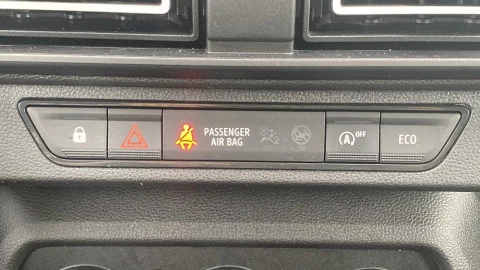 PASSENGER
AIR BAG
A OFF
ECO